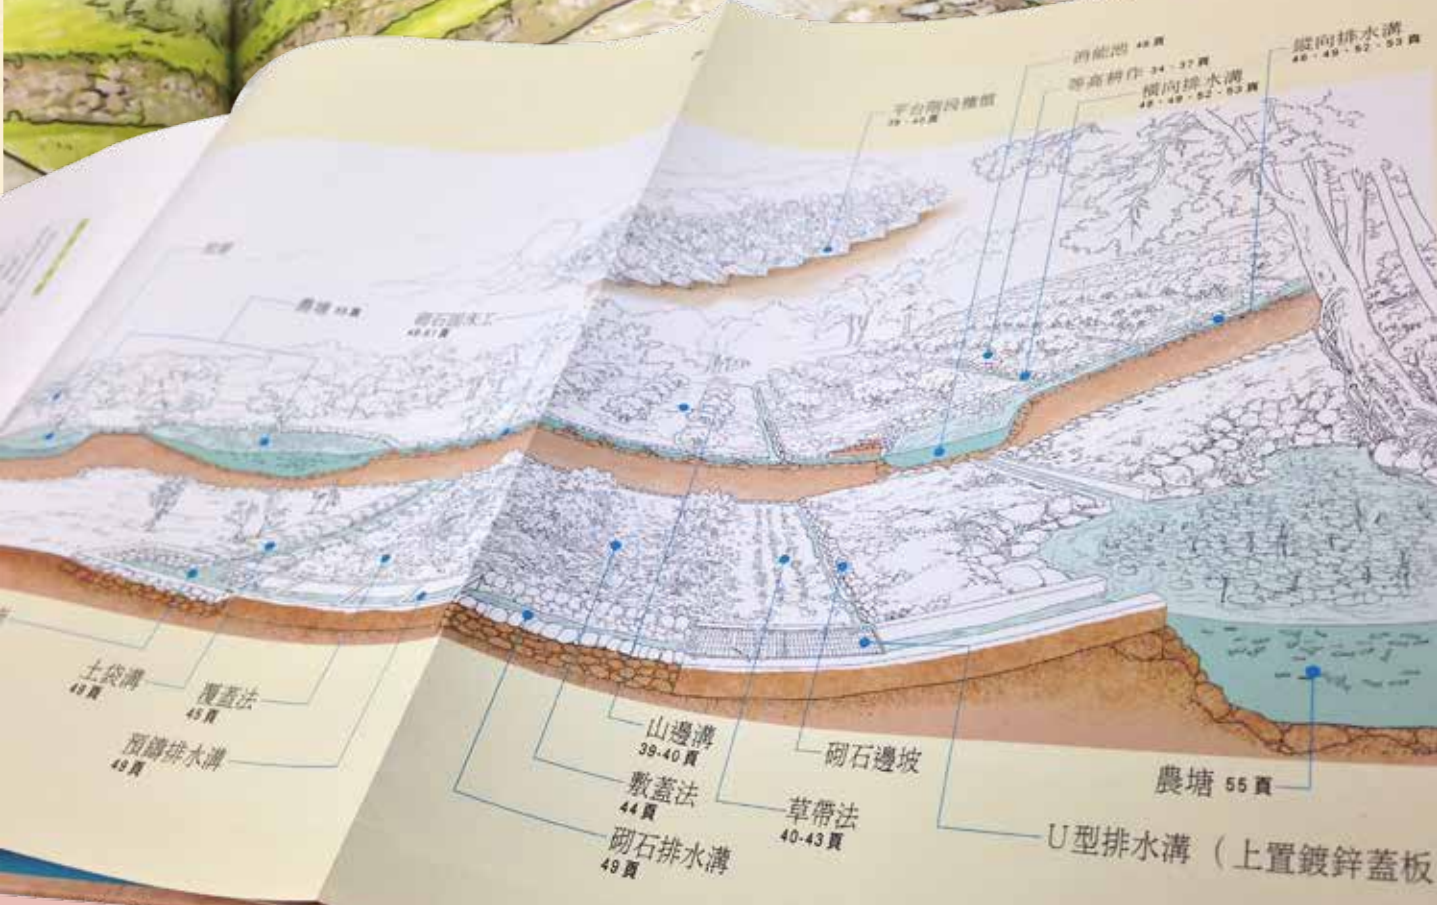 消能池 48頁
縱向排水溝
48、49、52、53頁
等高耕作 34、37頁
橫向排水溝
48、49、52、53頁
平台階段種植
39、40頁
農塘 55頁
土袋溝
49頁
覆蓋法
45頁
預鑄排水溝
49頁
山邊溝
39-40頁
敷蓋法
44頁
砌石排水溝
49頁
砌石邊坡
草帶法
40-43頁
農塘 55頁
U型排水溝（上置鍍鋅蓋板